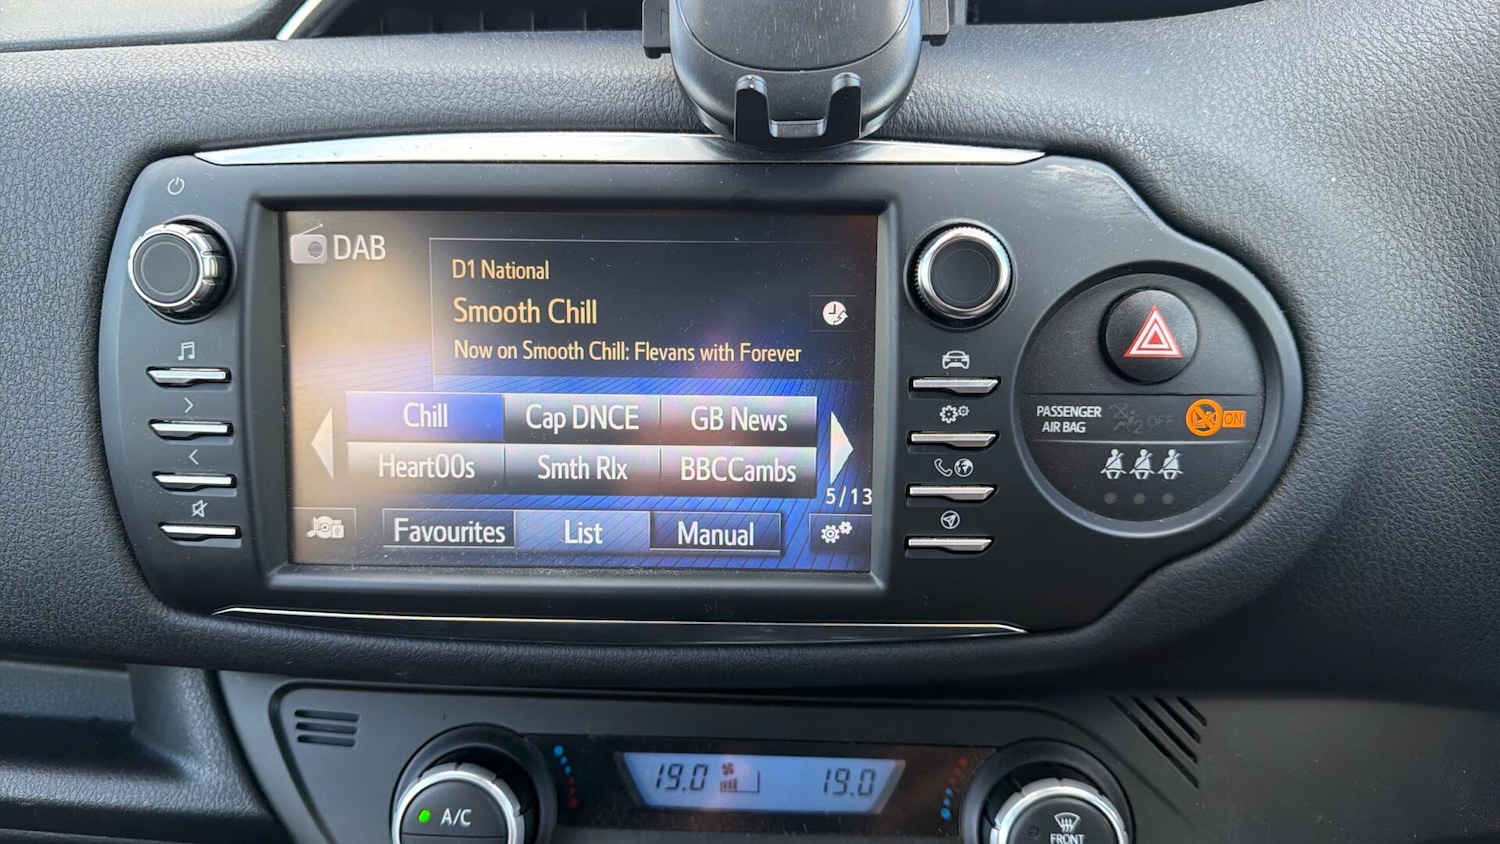 DAB
D1 National
Smooth Chill
Now on Smooth Chill: Flevans with Forever
Chill Cap DNCE GB News
Heart00s Smth Rlx BBCCambs
5/13
Favourites List Manual
PASSENGER
AIR BAG
2 OFF ON
19.0 19.0
A/C
FRONT